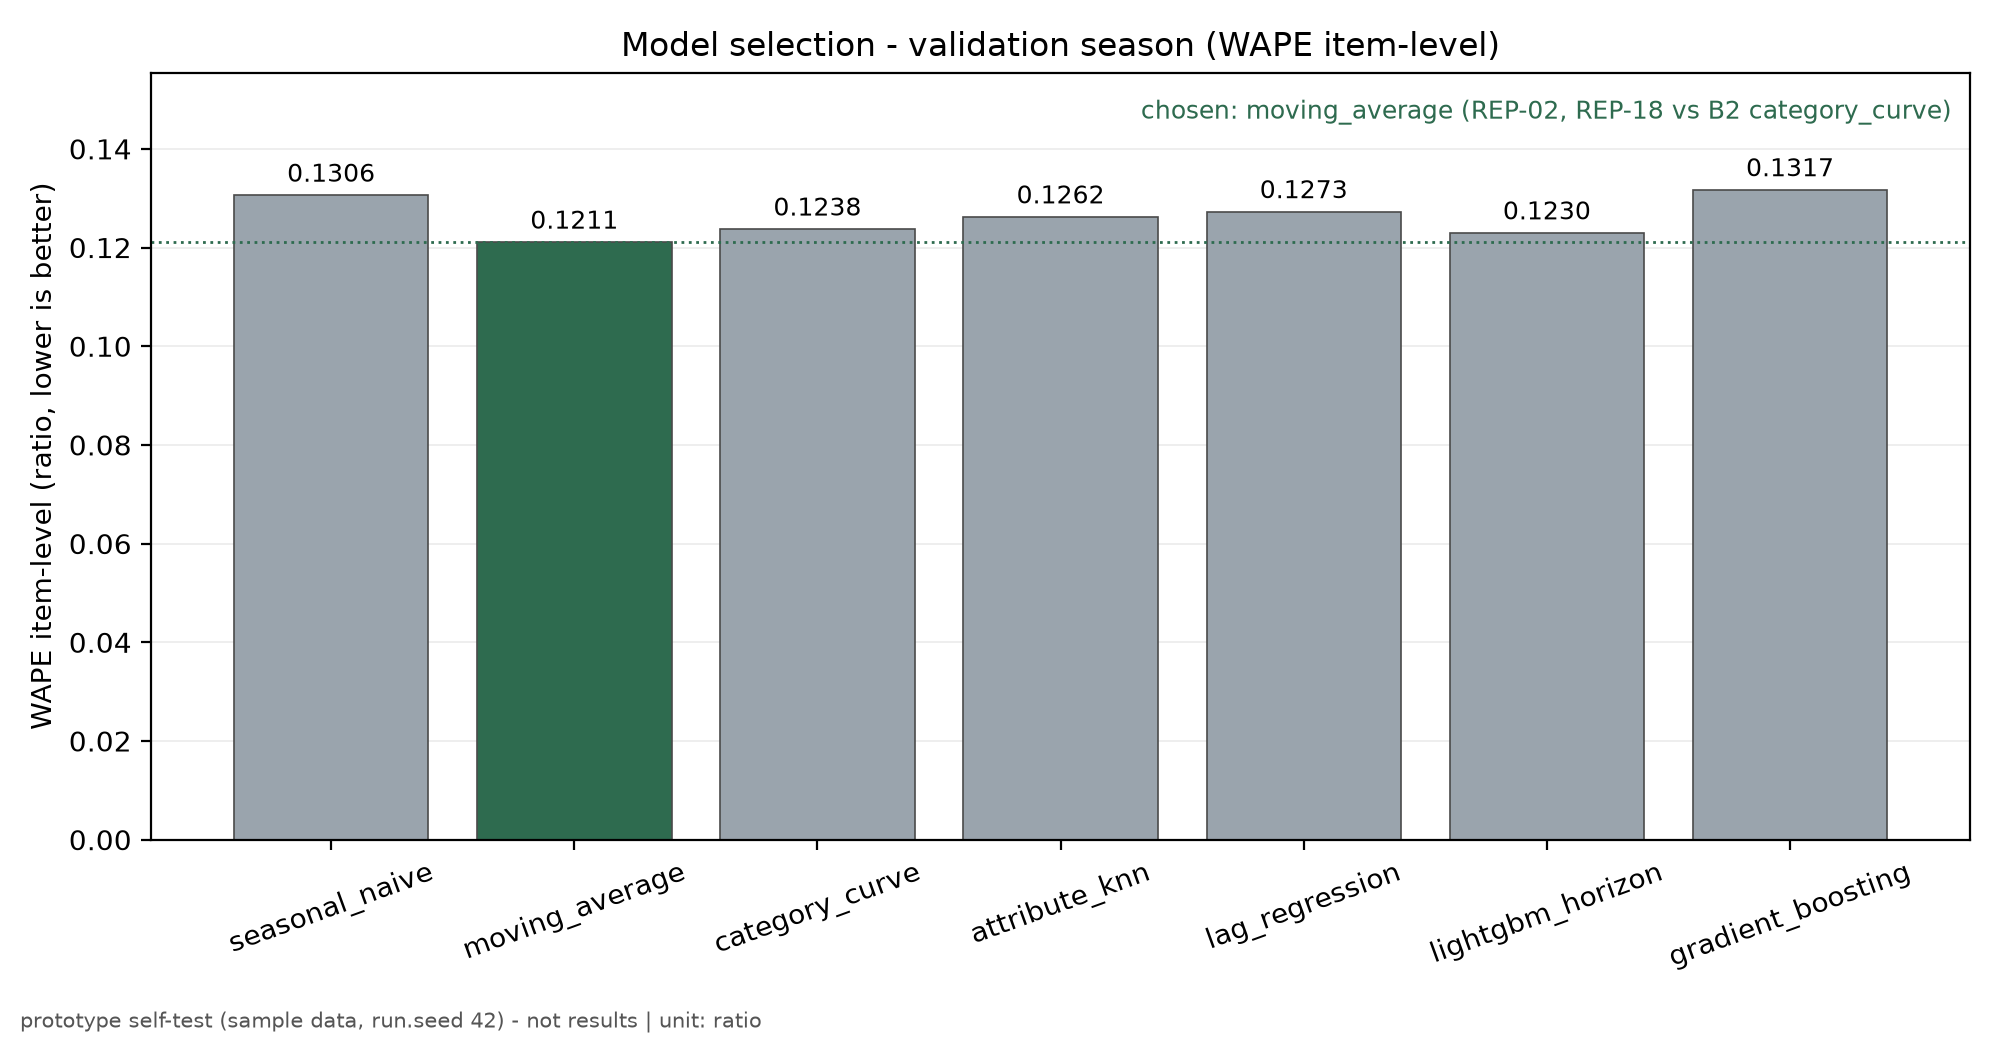 Model selection - validation season (WAPE item-level)
chosen: moving_average (REP-02, REP-18 vs B2 category_curve)
WAPE item-level (ratio, lower is better)
0.14
0.12
0.10
0.08
0.06
0.04
0.02
0.00
0.1306
0.1211
0.1238
0.1262
0.1273
0.1230
0.1317
seasonal_naive
moving_average
category_curve
attribute_knn
lag_regression
lightgbm_horizon
gradient_boosting
prototype self-test (sample data, run.seed 42) - not results | unit: ratio